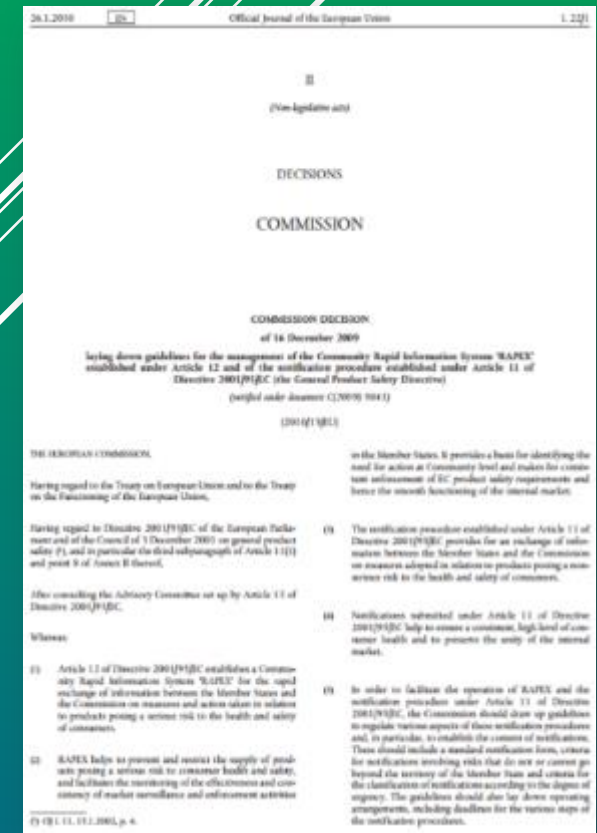 26.1.2010 EN Official Journal of the European Union L 22/1
II
(Non-legislative acts)
DECISIONS
COMMISSION
COMMISSION DECISION
of 16 December 2009
laying down guidelines for the management of the Community Rapid Information System ‘RAPEX’
established under Article 12 and of the notification procedure established under Article 11 of
Directive 2001/95/EC (the General Product Safety Directive)
(notified under document C(2009) 9843)
(2010/15/EU)
THE EUROPEAN COMMISSION,
Having regard to the Treaty on European Union and to the Treaty
on the Functioning of the European Union,
Having regard to Directive 2001/95/EC of the European Parlia-
ment and of the Council of 3 December 2001 on general product
safety (1), and in particular the third subparagraph of Article 11(1)
and point 8 of Annex II thereof,
After consulting the Advisory Committee set up by Article 15 of
Directive 2001/95/EC,
Whereas:
(1) Article 12 of Directive 2001/95/EC establishes a Commu-
nity Rapid Information System ‘RAPEX’ for the rapid
exchange of information between the Member States and
the Commission on measures and action taken in relation
to products posing a serious risk to the health and safety
of consumers.
(2) RAPEX helps to prevent and restrict the supply of prod-
ucts posing a serious risk to consumer health and safety,
and facilitates the monitoring of the effectiveness and con-
sistency of market surveillance and enforcement activities
(1) OJ L 11, 15.1.2002, p. 4.
in the Member States. It provides a basis for identifying the
need for action at Community level and makes for consis-
tent enforcement of EC product safety requirements and
hence the smooth functioning of the internal market.
(3) The notification procedure established under Article 11 of
Directive 2001/95/EC provides for an exchange of infor-
mation between the Member States and the Commission
on measures adopted in relation to products posing a non-
serious risk to the health and safety of consumers.
(4) Notifications submitted under Article 11 of Directive
2001/95/EC help to ensure a consistent, high level of con-
sumer health and to preserve the unity of the internal
market.
(5) In order to facilitate the operation of RAPEX and the
notification procedure under Article 11 of Directive
2001/95/EC, the Commission should draw up guidelines
to regulate various aspects of these notification procedures
and, in particular, to establish the content of notifications.
These should include a standard notification form, criteria
for notifications involving risks that do not or cannot go
beyond the territory of the Member State and criteria for
the classification of notifications according to the degree of
urgency. The guidelines should also lay down operating
arrangements, including deadlines for the various steps of
the notification procedures.